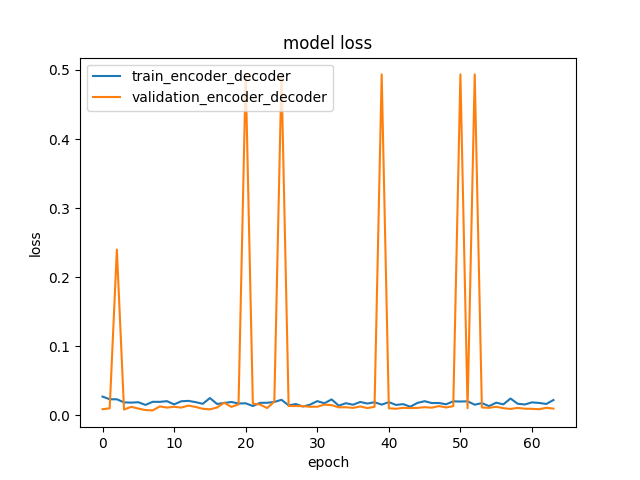 model loss
train_encoder_decoder
validation_encoder_decoder
loss
0.5
0.4
0.3
0.2
0.1
0.0
0 10 20 30 40 50 60
epoch